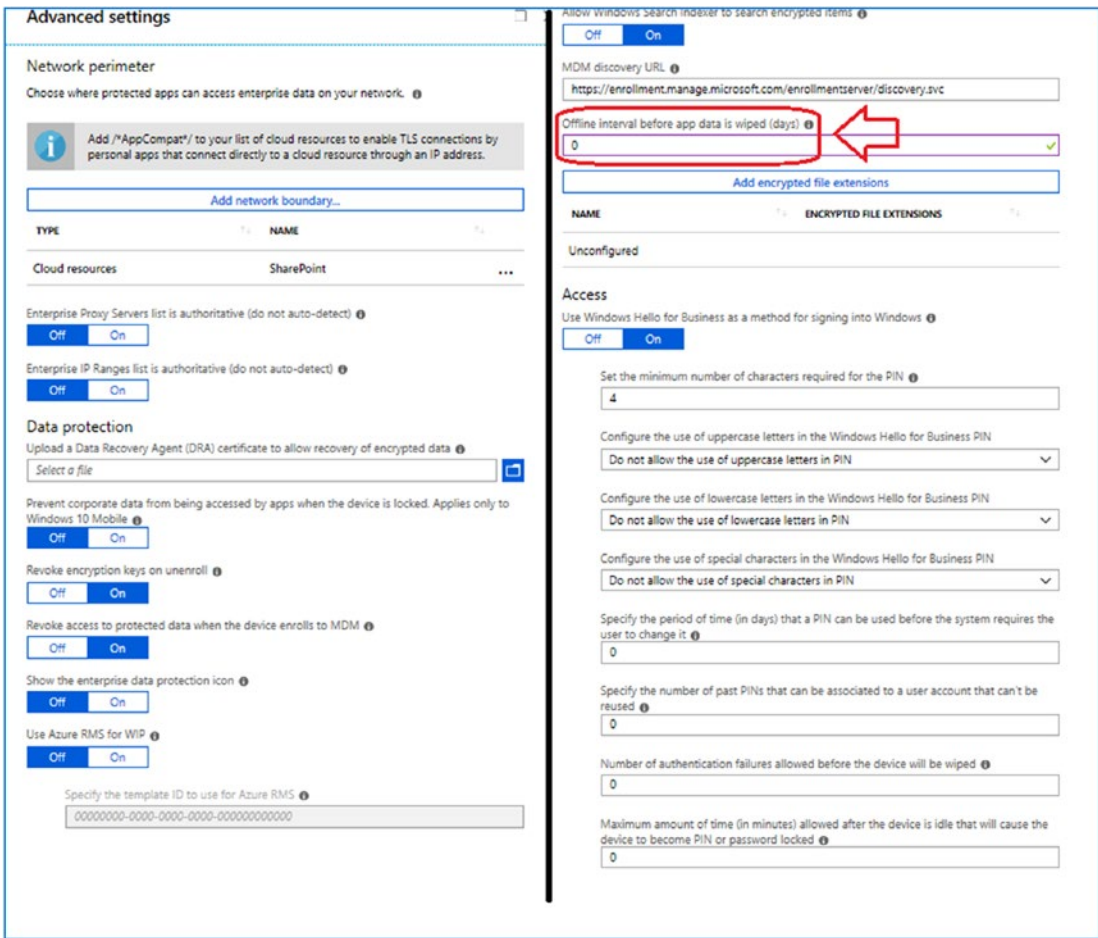 Advanced settings
Network perimeter
Choose where protected apps can access enterprise data on your network.
Add /*AppCompat*/ to your list of cloud resources to enable TLS connections by
personal apps that connect directly to a cloud resource through an IP address.
Add network boundary...
TYPE NAME
Cloud resources SharePoint ...
Enterprise Proxy Servers list is authoritative (do not auto-detect)
Off On
Enterprise IP Ranges list is authoritative (do not auto-detect)
Off On
Data protection
Upload a Data Recovery Agent (DRA) certificate to allow recovery of encrypted data
Select a file
Prevent corporate data from being accessed by apps when the device is locked. Applies only to
Windows 10 Mobile
Off On
Revoke encryption keys on unenroll
Off On
Revoke access to protected data when the device enrolls to MDM
Off On
Show the enterprise data protection icon
Off On
Use Azure RMS for WIP
Off On
Specify the template ID to use for Azure RMS
00000000-0000-0000-0000-000000000000
Allow Windows Search Indexer to search encrypted items
Off On
MDM discovery URL
https://enrollment.manage.microsoft.com/enrollmentserver/discovery.svc
Offline interval before app data is wiped (days)
0
Add encrypted file extensions
NAME ENCRYPTED FILE EXTENSIONS
Unconfigured
Access
Use Windows Hello for Business as a method for signing into Windows
Off On
Set the minimum number of characters required for the PIN
4
Configure the use of uppercase letters in the Windows Hello for Business PIN
Do not allow the use of uppercase letters in PIN
Configure the use of lowercase letters in the Windows Hello for Business PIN
Do not allow the use of lowercase letters in PIN
Configure the use of special characters in the Windows Hello for Business PIN
Do not allow the use of special characters in PIN
Specify the period of time (in days) that a PIN can be used before the system requires the
user to change it
0
Specify the number of past PINs that can be associated to a user account that can't be
reused
0
Number of authentication failures allowed before the device will be wiped
0
Maximum amount of time (in minutes) allowed after the device is idle that will cause the
device to become PIN or password locked
0